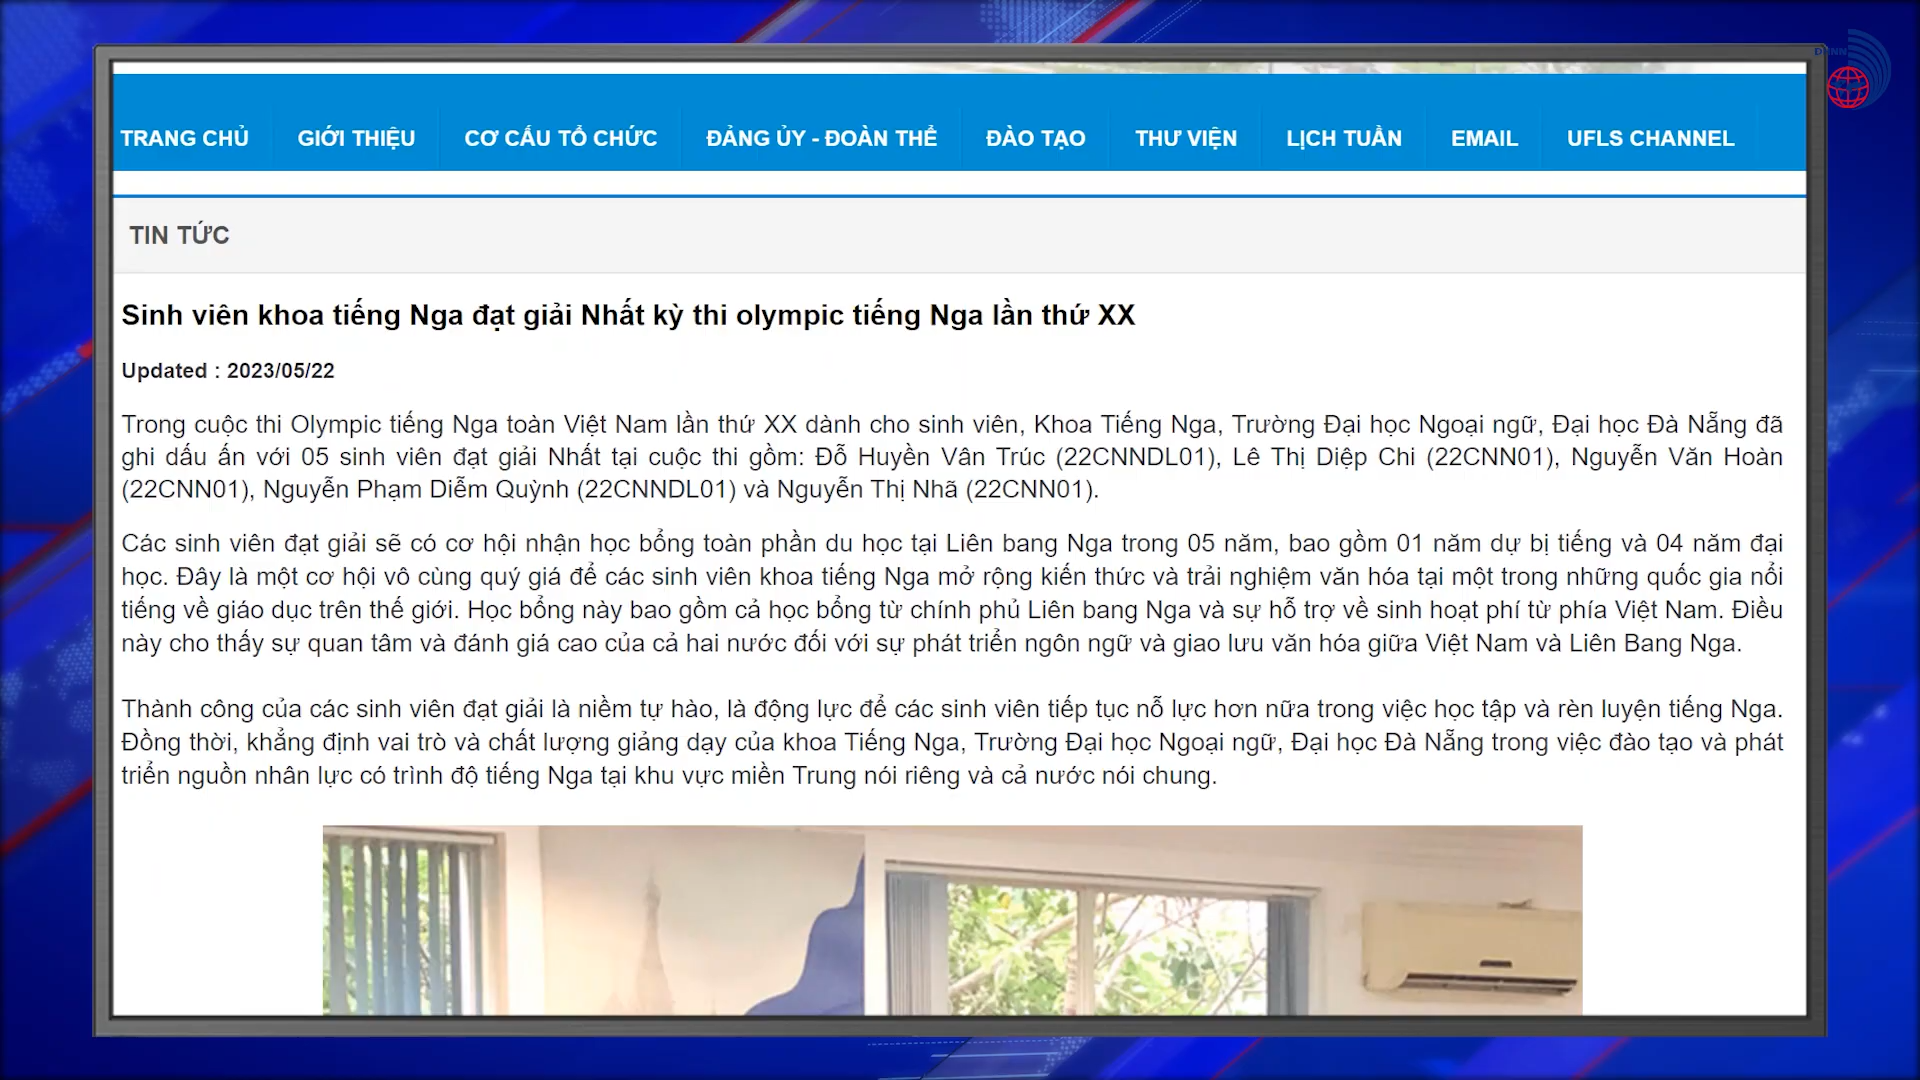 ĐHNN
TRANG CHỦ GIỚI THIỆU CƠ CẤU TỔ CHỨC ĐẢNG ỦY - ĐOÀN THỂ ĐÀO TẠO THƯ VIỆN LỊCH TUẦN EMAIL UFLS CHANNEL
TIN TỨC
Sinh viên khoa tiếng Nga đạt giải Nhất kỳ thi olympic tiếng Nga lần thứ XX
Updated : 2023/05/22
Trong cuộc thi Olympic tiếng Nga toàn Việt Nam lần thứ XX dành cho sinh viên, Khoa Tiếng Nga, Trường Đại học Ngoại ngữ, Đại học Đà Nẵng đã
ghi dấu ấn với 05 sinh viên đạt giải Nhất tại cuộc thi gồm: Đỗ Huyền Vân Trúc (22CNNDL01), Lê Thị Diệp Chi (22CNN01), Nguyễn Văn Hoàn
(22CNN01), Nguyễn Phạm Diễm Quỳnh (22CNNDL01) và Nguyễn Thị Nhã (22CNN01).
Các sinh viên đạt giải sẽ có cơ hội nhận học bổng toàn phần du học tại Liên bang Nga trong 05 năm, bao gồm 01 năm dự bị tiếng và 04 năm đại
học. Đây là một cơ hội vô cùng quý giá để các sinh viên khoa tiếng Nga mở rộng kiến thức và trải nghiệm văn hóa tại một trong những quốc gia nổi
tiếng về giáo dục trên thế giới. Học bổng này bao gồm cả học bổng từ chính phủ Liên bang Nga và sự hỗ trợ về sinh hoạt phí từ phía Việt Nam. Điều
này cho thấy sự quan tâm và đánh giá cao của cả hai nước đối với sự phát triển ngôn ngữ và giao lưu văn hóa giữa Việt Nam và Liên Bang Nga.
Thành công của các sinh viên đạt giải là niềm tự hào, là động lực để các sinh viên tiếp tục nỗ lực hơn nữa trong việc học tập và rèn luyện tiếng Nga.
Đồng thời, khẳng định vai trò và chất lượng giảng dạy của khoa Tiếng Nga, Trường Đại học Ngoại ngữ, Đại học Đà Nẵng trong việc đào tạo và phát
triển nguồn nhân lực có trình độ tiếng Nga tại khu vực miền Trung nói riêng và cả nước nói chung.